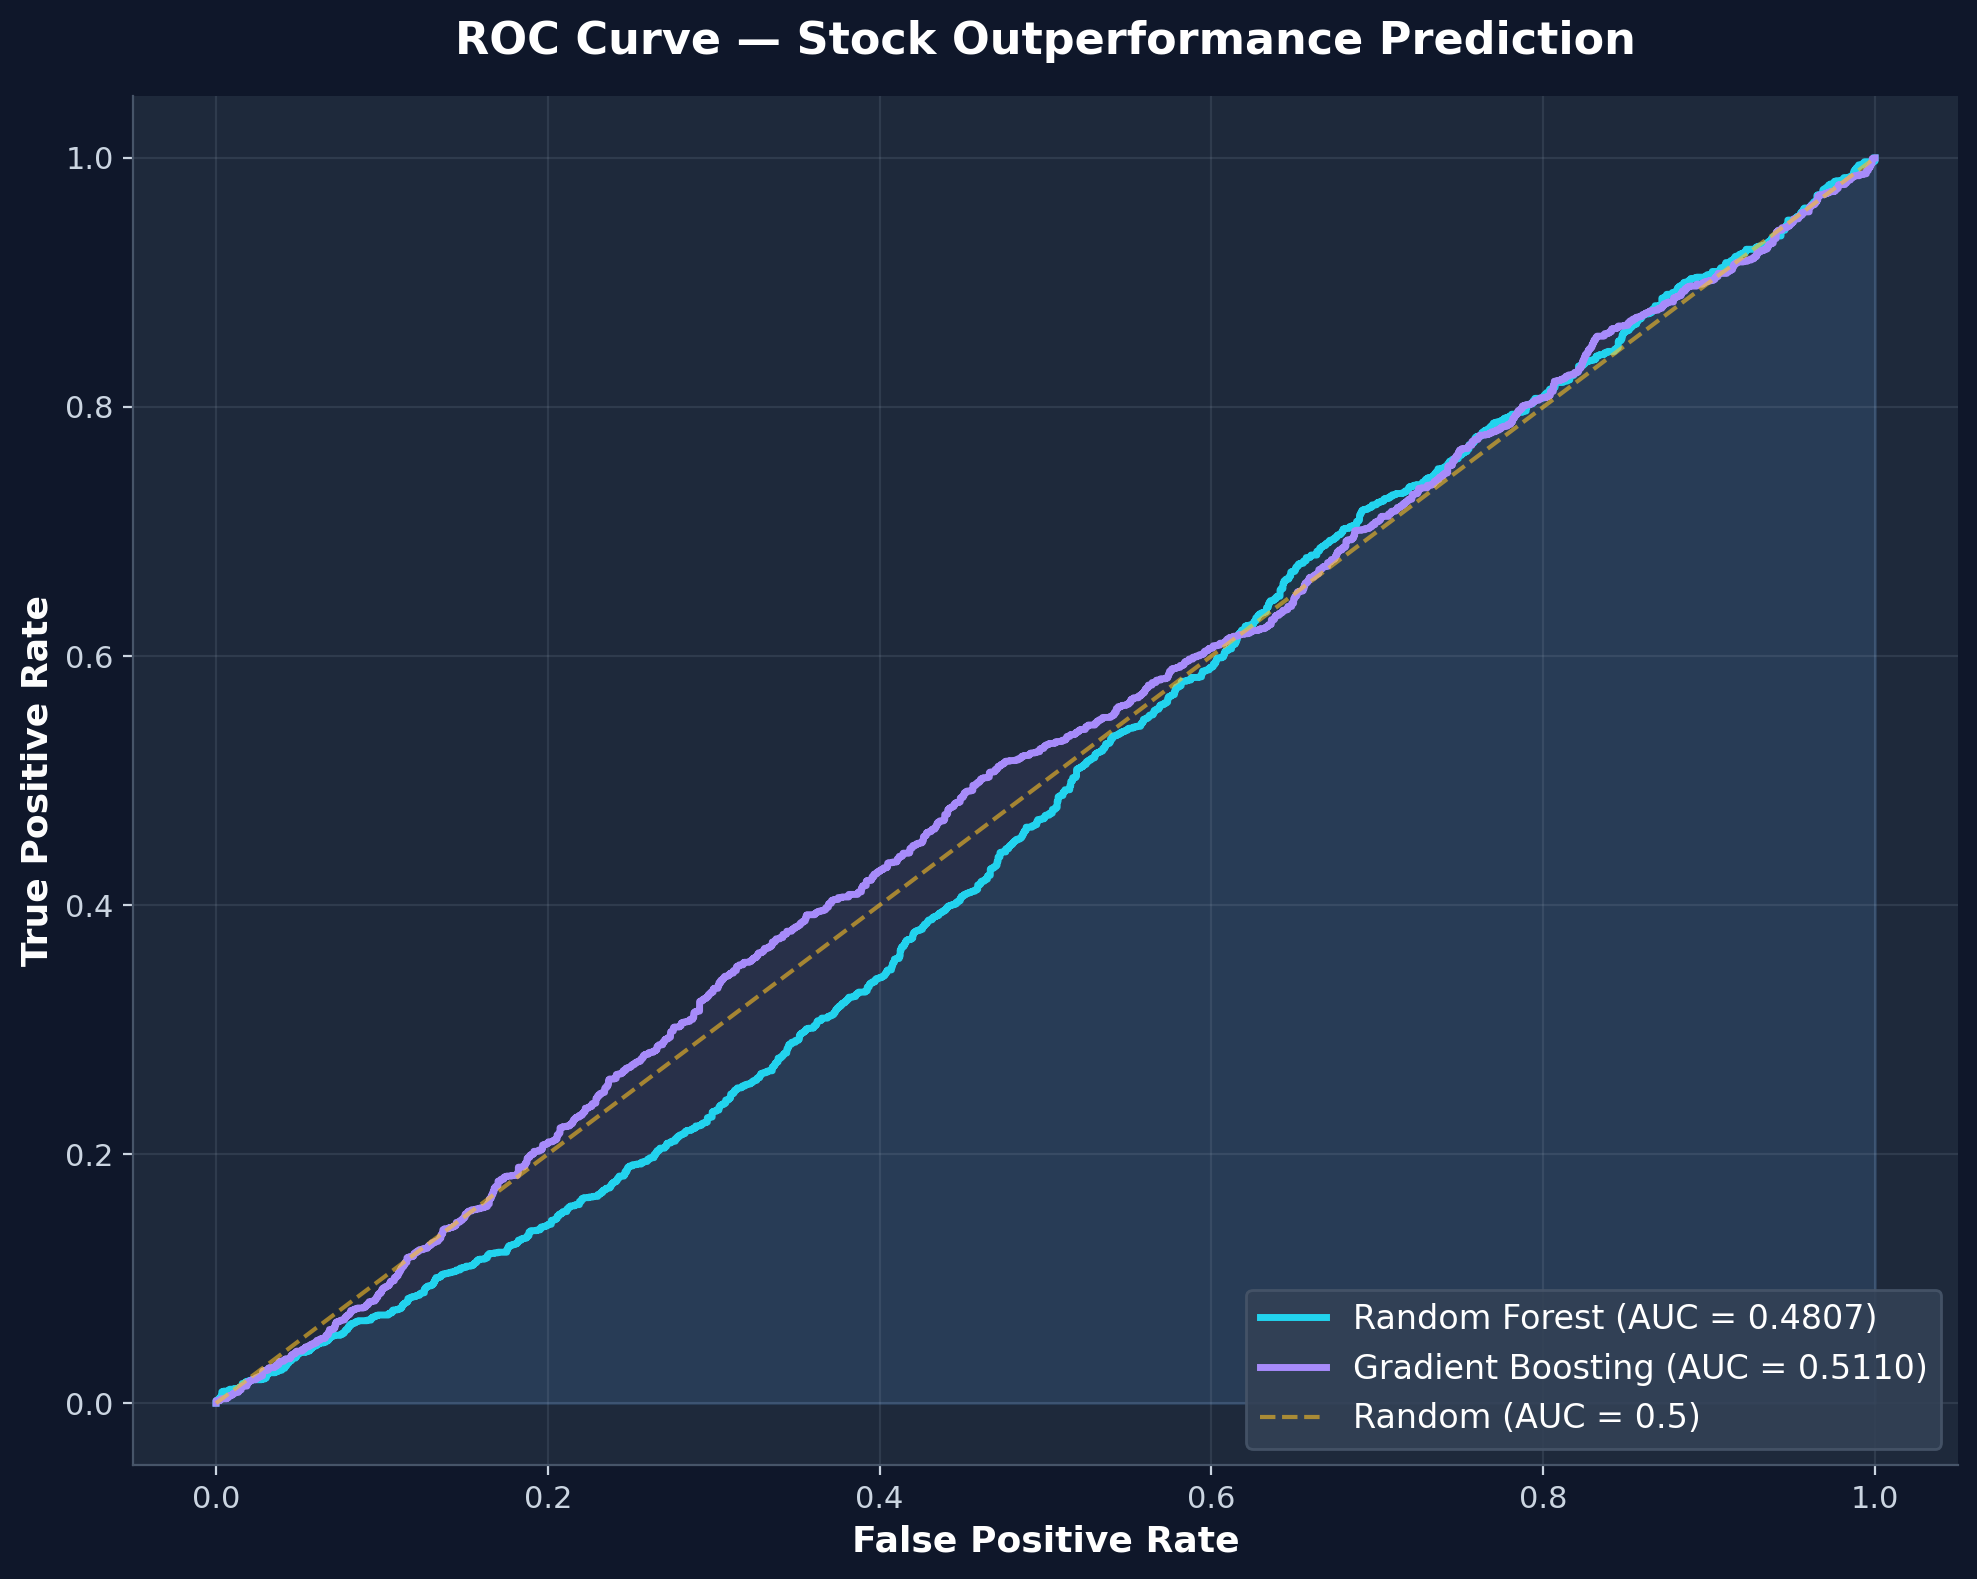 ROC Curve — Stock Outperformance Prediction
True Positive Rate
1.0
0.8
0.6
0.4
0.2
0.0
Random Forest (AUC = 0.4807)
Gradient Boosting (AUC = 0.5110)
Random (AUC = 0.5)
0.0
0.2
0.4
0.6
0.8
1.0
False Positive Rate